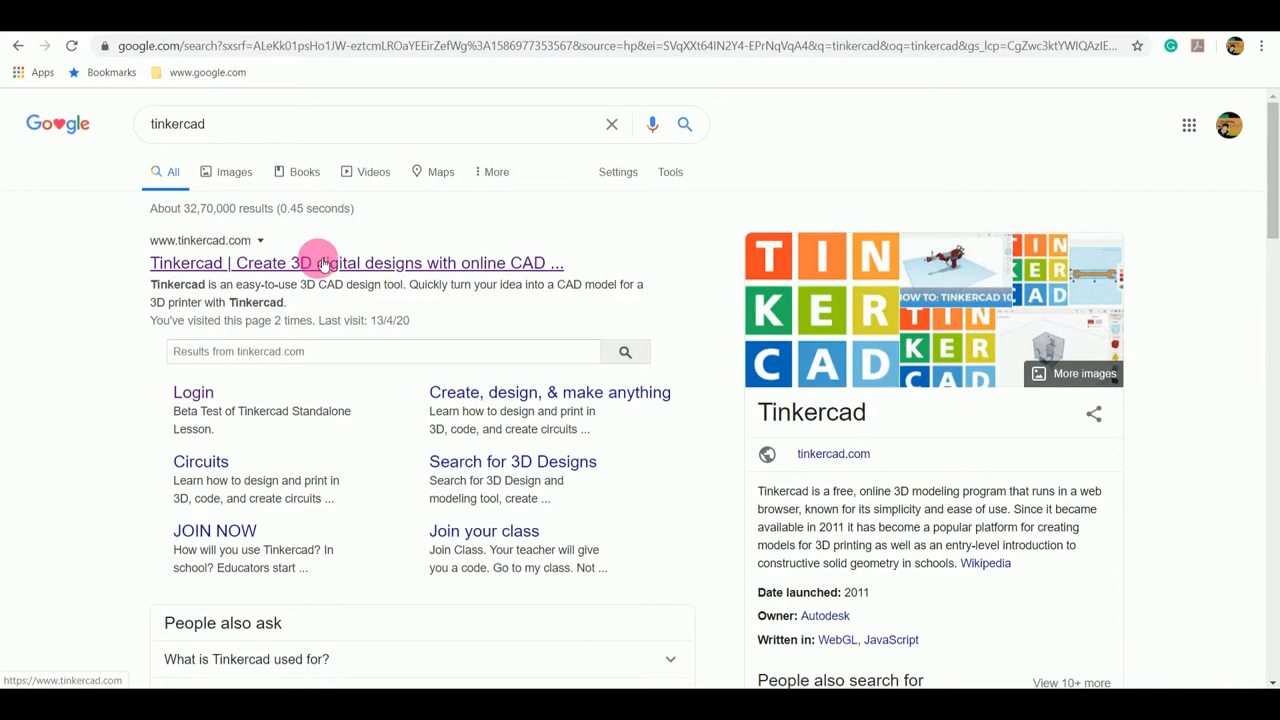 google.com/search?sxsrf=ALeKk01psHo1JW-eztcmLROaYEEirZefWg%3A1586977353567&source=hp&ei=SVqXXt64IN2Y4-EPrNqVqA4&q=tinkercad&oq=tinkercad&gs_lcp=CgZwc3ktYWIQAzIE...
Apps Bookmarks www.google.com
Google tinkercad
All Images Books Videos Maps More Settings Tools
About 32,70,000 results (0.45 seconds)
www.tinkercad.com
Tinkercad | Create 3D digital designs with online CAD ...
Tinkercad is an easy-to-use 3D CAD design tool. Quickly turn your idea into a CAD model for a
3D printer with Tinkercad.
You've visited this page 2 times. Last visit: 13/4/20
Results from tinkercad.com
Login
Beta Test of Tinkercad Standalone
Lesson.
Create, design, & make anything
Learn how to design and print in
3D, code, and create circuits ...
Circuits
Learn how to design and print in
3D, code, and create circuits ...
Search for 3D Designs
Search for 3D Design and
modeling tool, create ...
JOIN NOW
How will you use Tinkercad? In
school? Educators start ...
Join your class
Join Class. Your teacher will give
you a code. Go to my class. Not ...
People also ask
What is Tinkercad used for?
https://www.tinkercad.com
TIN
KER
CAD
HOW TO: TINKERCAD 10
TIN
KER
CAD
TIN
KER
CAD
More images
Tinkercad
tinkercad.com
Tinkercad is a free, online 3D modeling program that runs in a web
browser, known for its simplicity and ease of use. Since it became
available in 2011 it has become a popular platform for creating
models for 3D printing as well as an entry-level introduction to
constructive solid geometry in schools. Wikipedia
Date launched: 2011
Owner: Autodesk
Written in: WebGL, JavaScript
People also search for View 10+ more